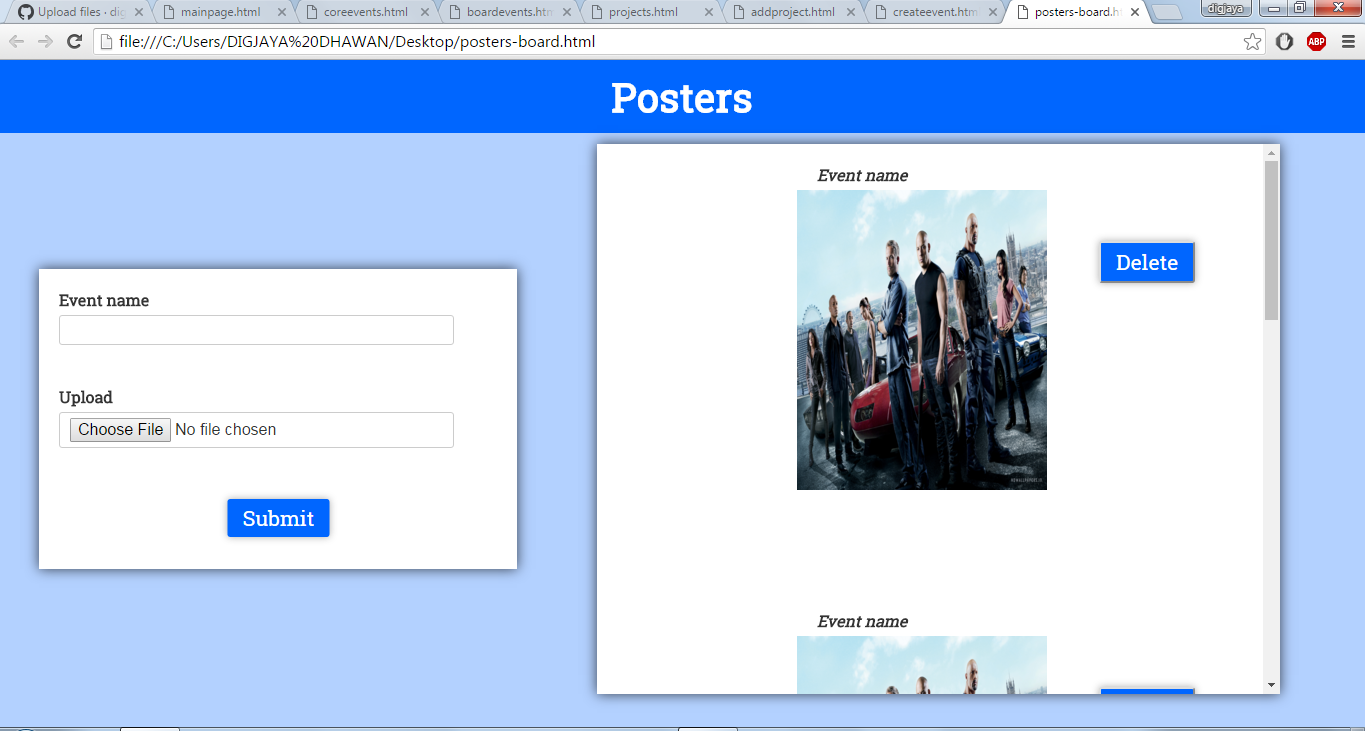 Upload files · dig
mainpage.html
coreevents.html
boardevents.htm
projects.html
addproject.html
createevent.htm
posters-board.h
digjaya
file:///C:/Users/DIGJAYA%20DHAWAN/Desktop/posters-board.html
ABP
Posters
Event name
Upload
Choose File No file chosen
Submit
Event name
Delete
Event name